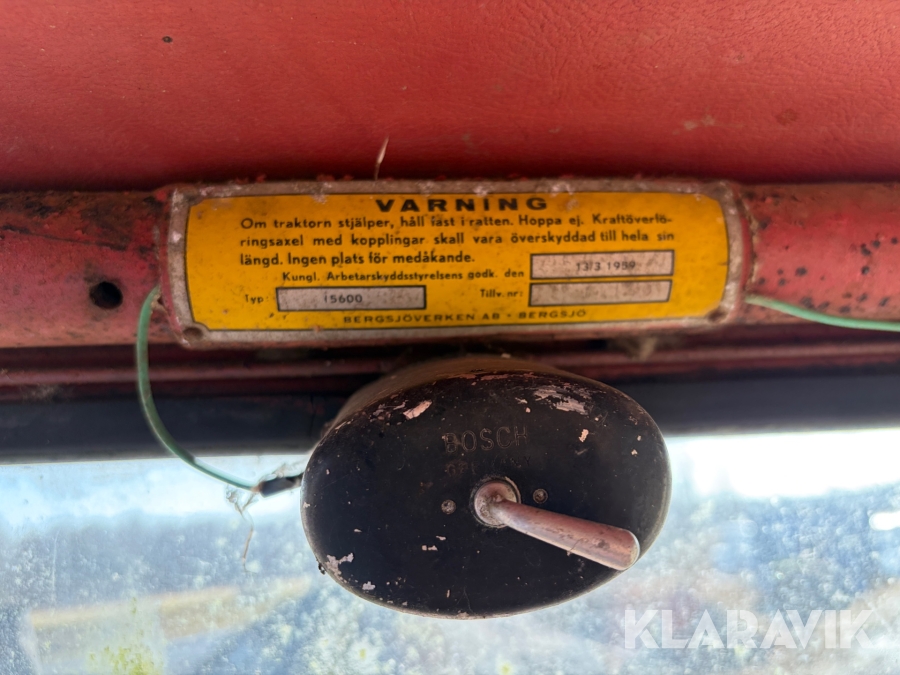 VARNING
Om traktorn stjälper, håll fast i ratten. Hoppa ej. Kraftöverfö-
ringsaxel med kopplingar skall vara överskyddad till hela sin
längd. Ingen plats för medåkande.
Kungl. Arbetarskyddsstyrelsens godk. den 13/3 1959
Typ: 15600 Tillv. nr:
BERGSJÖVERKEN AB · BERGSJÖ
BOSCH
KLARAVIK